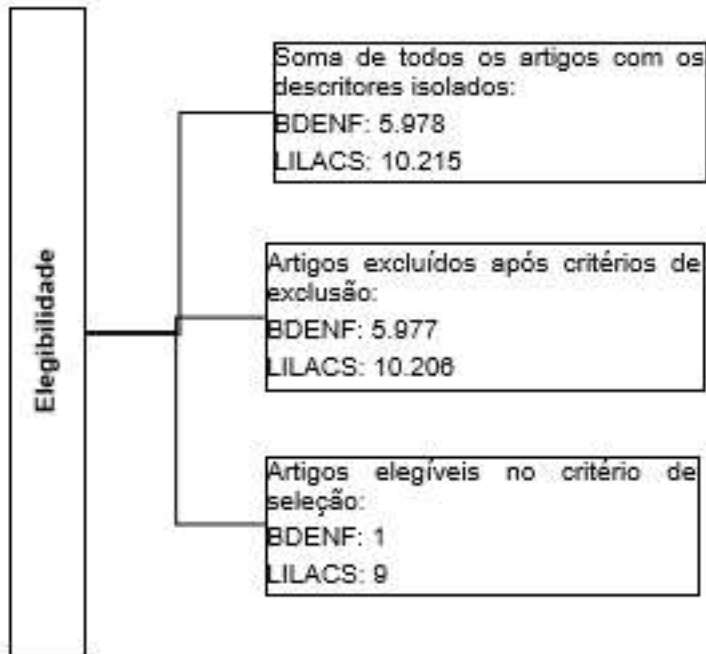 Elegibilidade
Soma de todos os artigos com os
descritores isolados:
BDENF: 5.978
LILACS: 10.215
Artigos excluídos após critérios de
exclusão:
BDENF: 5.977
LILACS: 10.206
Artigos elegíveis no critério de
seleção:
BDENF: 1
LILACS: 9